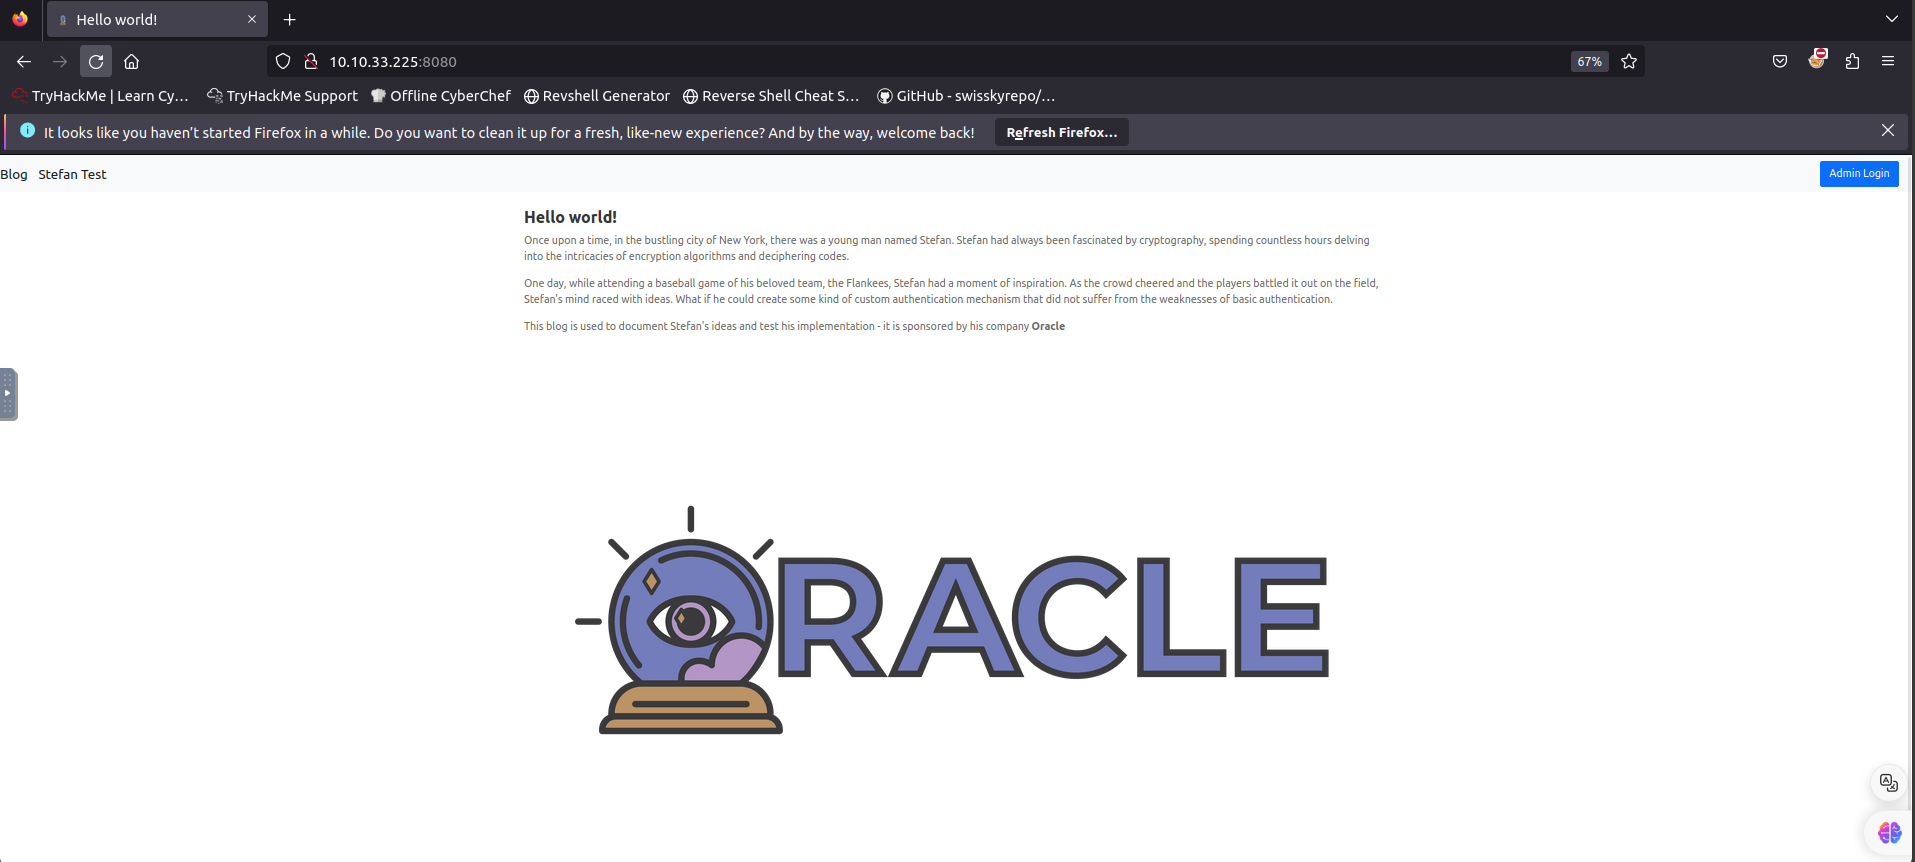 Hello world!
10.10.33.225:8080
67%
TryHackMe | Learn Cy…
TryHackMe Support
Offline CyberChef
Revshell Generator
Reverse Shell Cheat S…
GitHub - swisskyrepo/…
It looks like you haven’t started Firefox in a while. Do you want to clean it up for a fresh, like-new experience? And by the way, welcome back!
Refresh Firefox…
Blog
Stefan Test
Admin Login
Hello world!
Once upon a time, in the bustling city of New York, there was a young man named Stefan. Stefan had always been fascinated by cryptography, spending countless hours delving
into the intricacies of encryption algorithms and deciphering codes.
One day, while attending a baseball game of his beloved team, the Flankees, Stefan had a moment of inspiration. As the crowd cheered and the players battled it out on the field,
Stefan's mind raced with ideas. What if he could create some kind of custom authentication mechanism that did not suffer from the weaknesses of basic authentication.
This blog is used to document Stefan's ideas and test his implementation - it is sponsored by his company Oracle
ORACLE